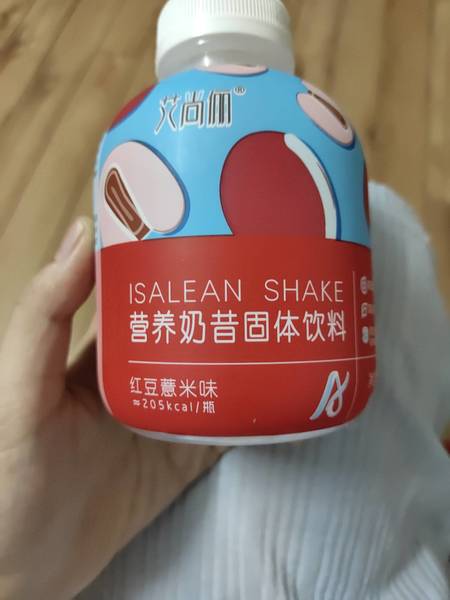 艾尚俪®
ISALEAN SHAKE
营养奶昔固体饮料
红豆薏米味
≈205kcal/瓶